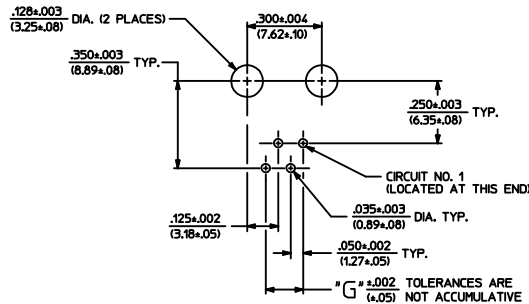 .128±.003
(3.25±.08) DIA. (2 PLACES)
.300±.004
(7.62±.10)
.350±.003
(8.89±.08) TYP.
.250±.003
(6.35±.08) TYP.
CIRCUIT NO. 1
(LOCATED AT THIS END)
.035±.003
(0.89±.08) DIA. TYP.
.125±.002
(3.18±.05)
.050±.002
(1.27±.05) TYP.
"G" ±.002
(±.05) TOLERANCES ARE
NOT ACCUMULATIVE